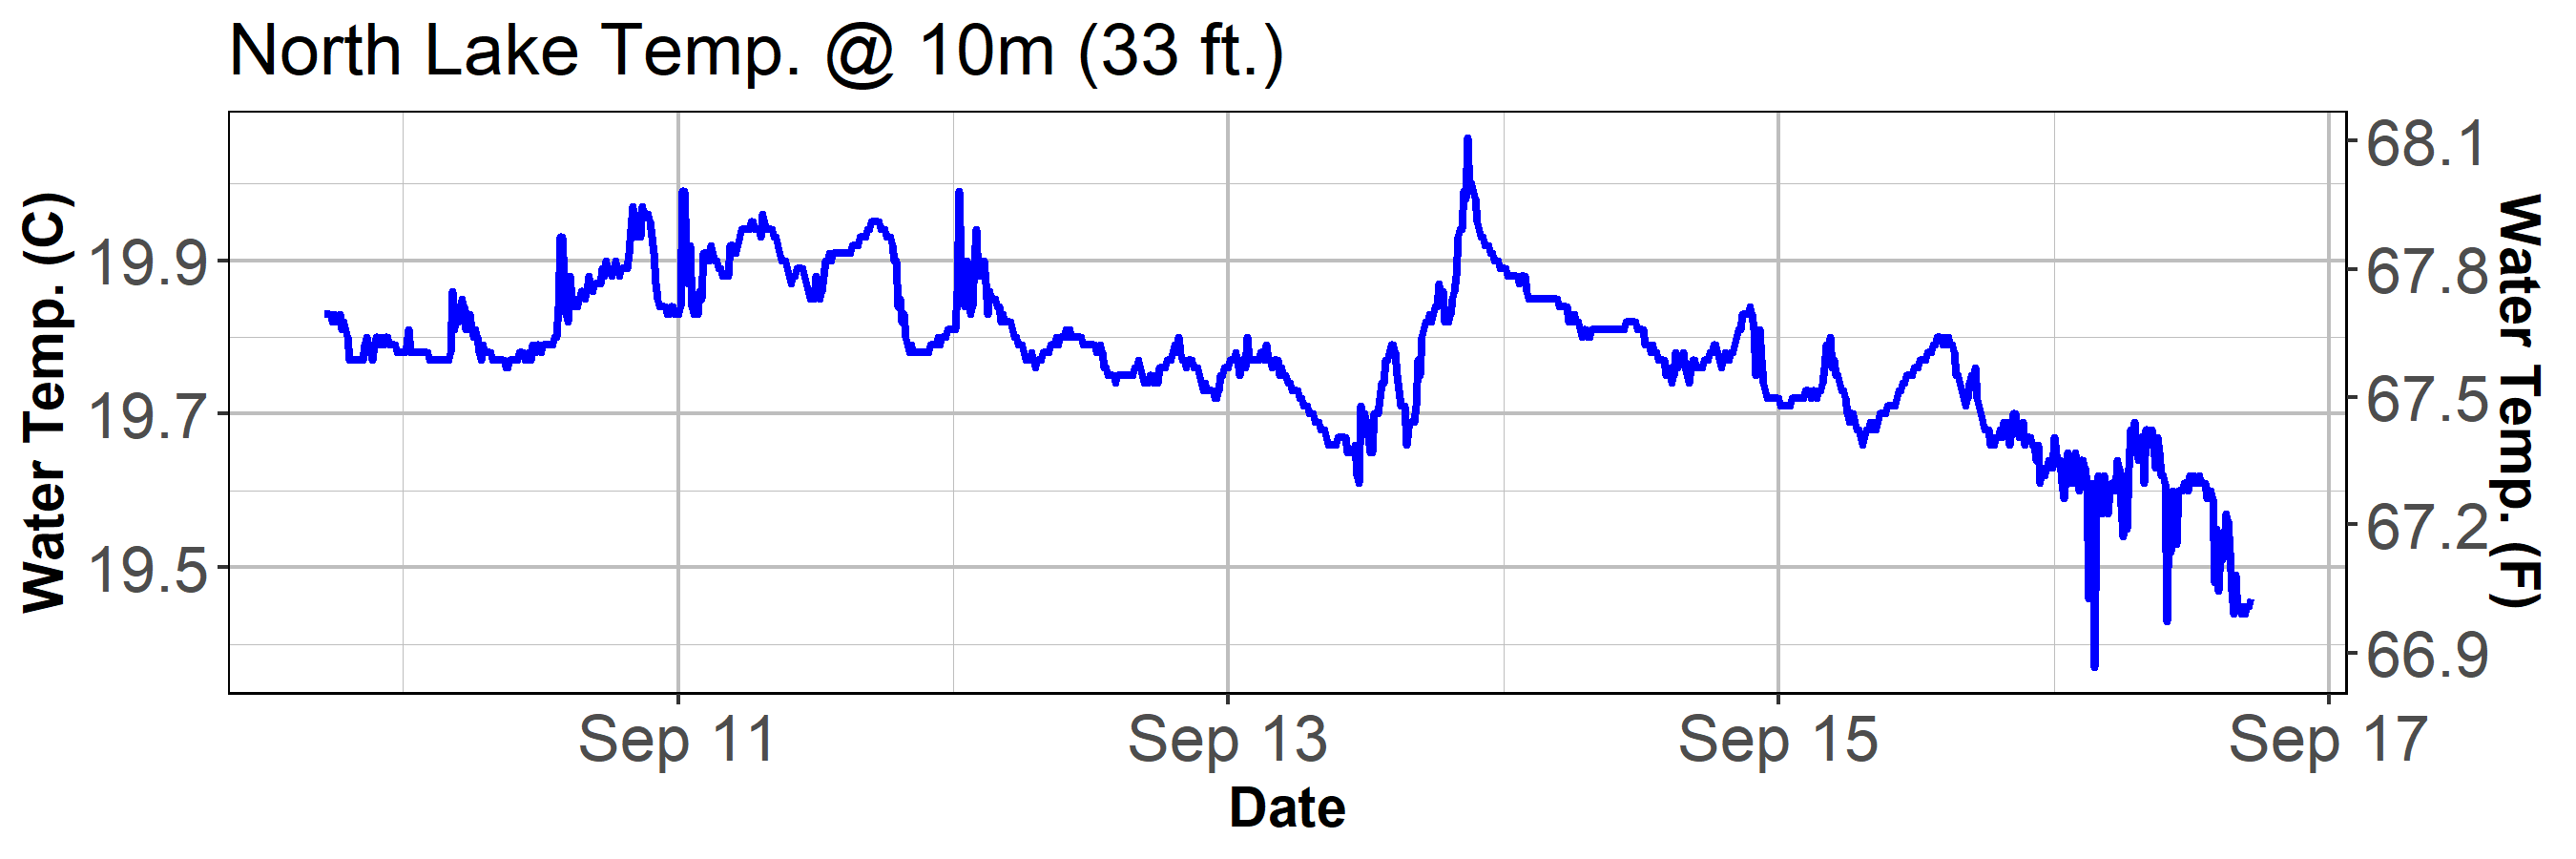 North Lake Temp. @ 10m (33 ft.)
Water Temp. (C)
19.9
19.7
19.5
68.1
67.8
67.5
67.2
66.9
Water Temp. (F)
Sep 11
Sep 13
Sep 15
Sep 17
Date